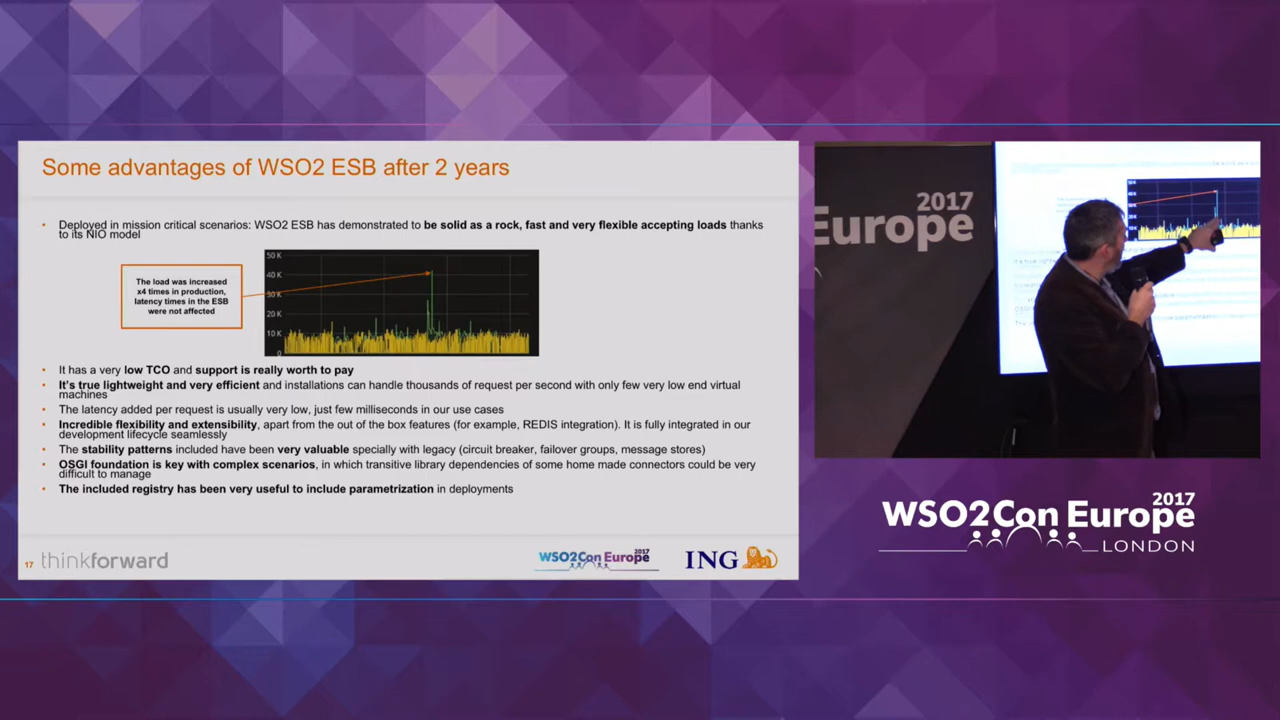 Some advantages of WSO2 ESB after 2 years
• Deployed in mission critical scenarios: WSO2 ESB has demonstrated to be solid as a rock, fast and very flexible accepting loads thanks
to its NIO model
The load was increased
x4 times in production,
latency times in the ESB
were not affected
50 K
40 K
30 K
20 K
10 K
0
• It has a very low TCO and support is really worth to pay
• It's true lightweight and very efficient and installations can handle thousands of request per second with only few very low end virtual
machines
• The latency added per request is usually very low, just few milliseconds in our use cases
• Incredible flexibility and extensibility, apart from the out of the box features (for example, REDIS integration). It is fully integrated in our
development lifecycle seamlessly
• The stability patterns included have been very valuable specially with legacy (circuit breaker, failover groups, message stores)
• OSGI foundation is key with complex scenarios, in which transitive library dependencies of some home made connectors could be very
difficult to manage
• The included registry has been very useful to include parametrization in deployments
17 thinkforward
WSO2Con Europe 2017
ING
2017
Europe
WSO2Con Europe 2017
LONDON